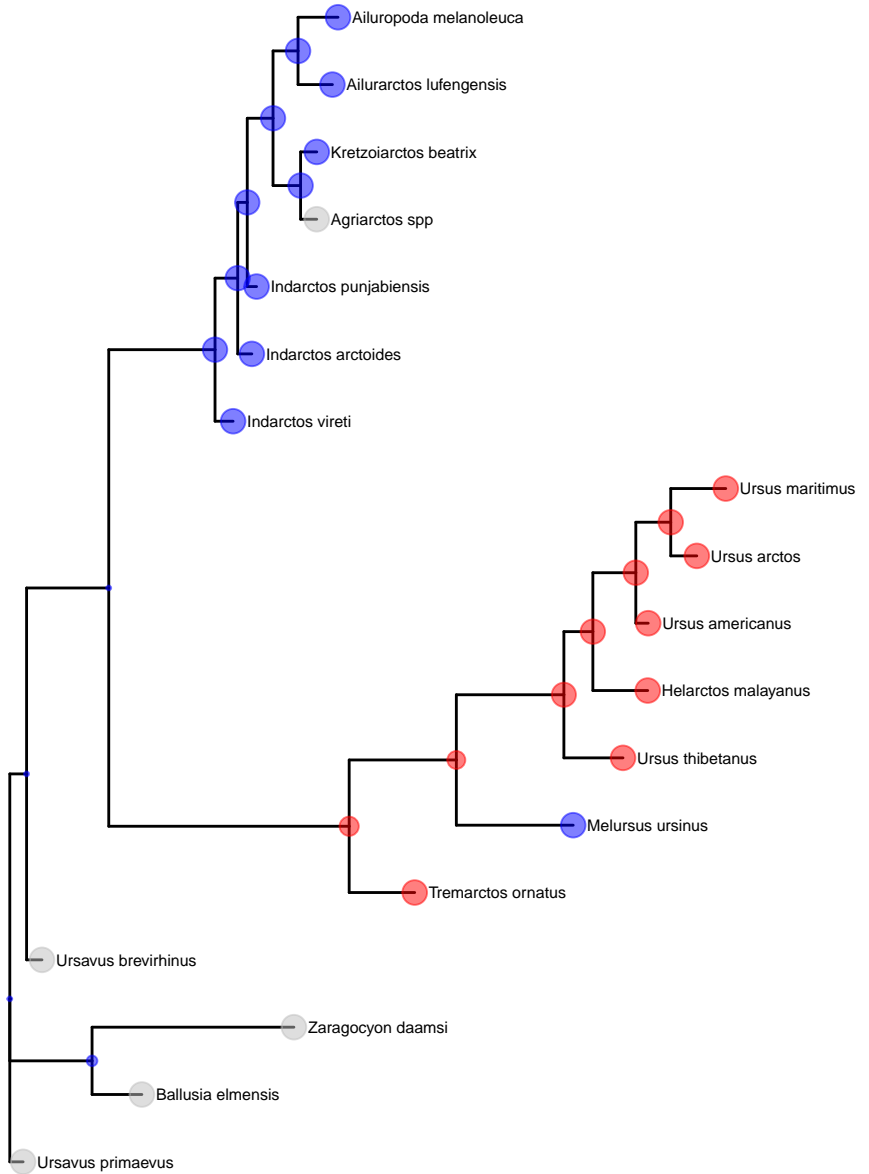 Ailuropoda melanoleuca
Ailurarctos lufengensis
Kretzoiarctos beatrix
Agriarctos spp
Indarctos punjabiensis
Indarctos arctoides
Indarctos vireti
Ursus maritimus
Ursus arctos
Ursus americanus
Helarctos malayanus
Ursus thibetanus
Melursus ursinus
Tremarctos ornatus
Ursavus brevirhinus
Zaragocyon daamsi
Ballusia elmensis
Ursavus primaevus